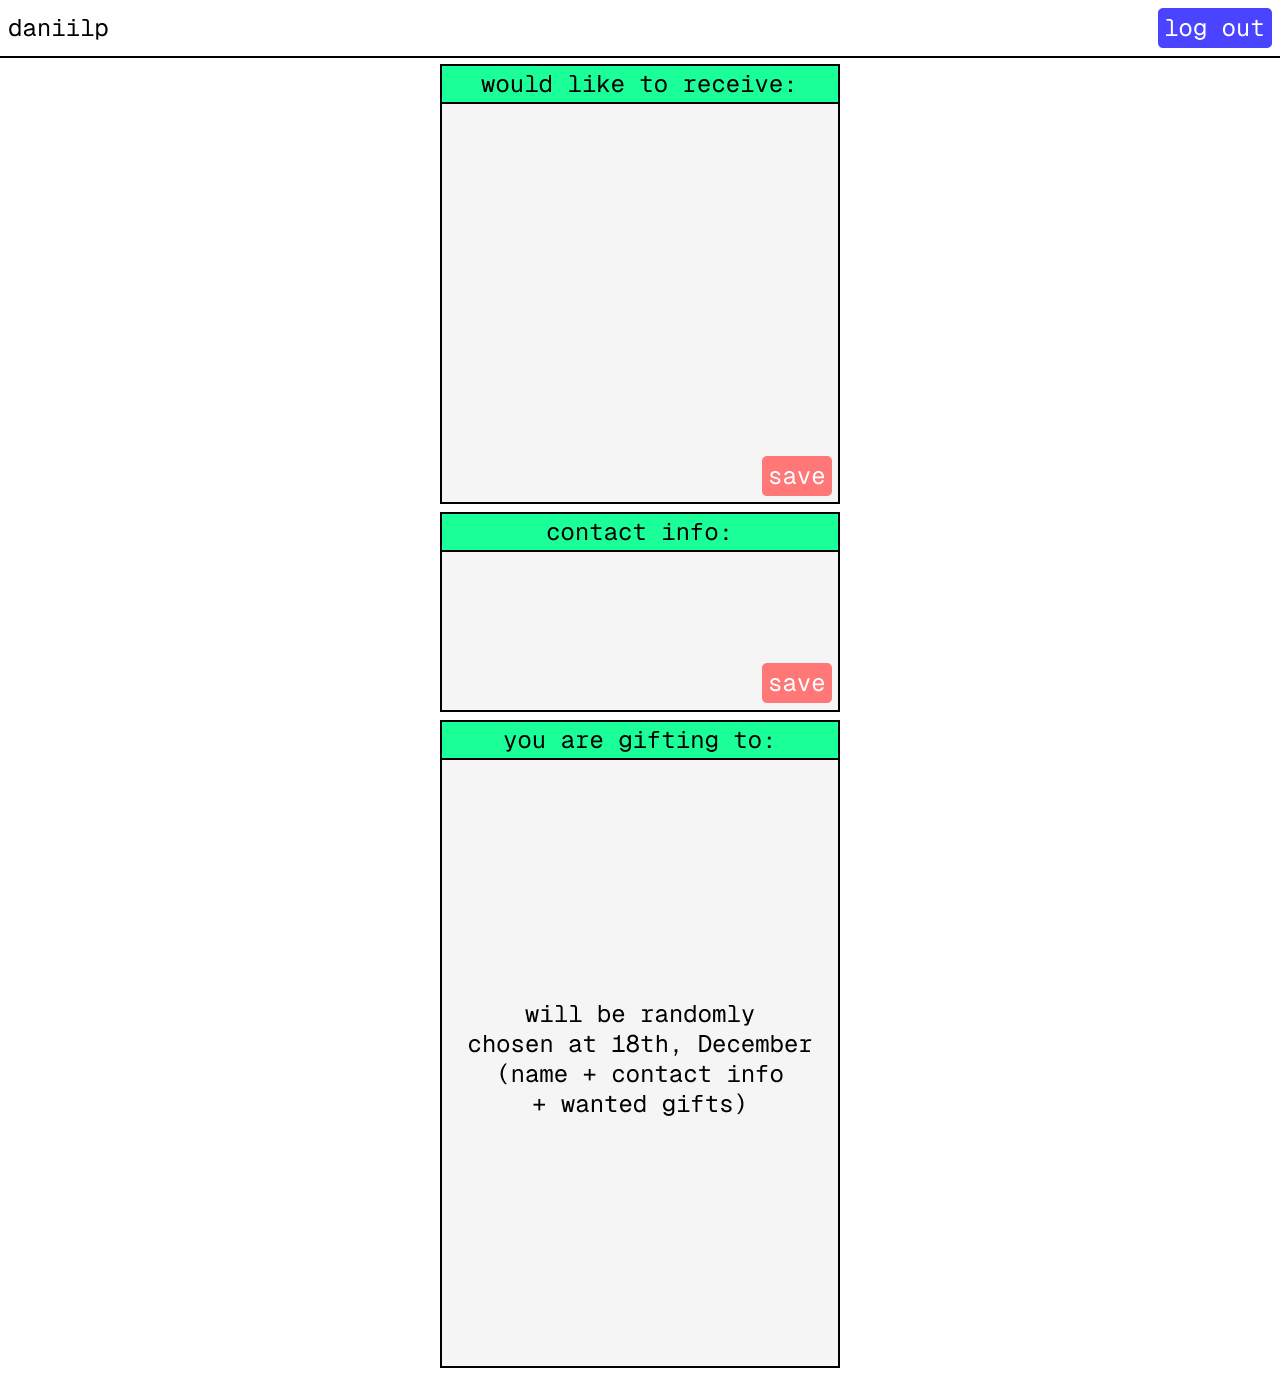 daniilp
log out
would like to receive:
save
contact info:
save
you are gifting to:
will be randomly
chosen at 18th, December
(name + contact info
+ wanted gifts)